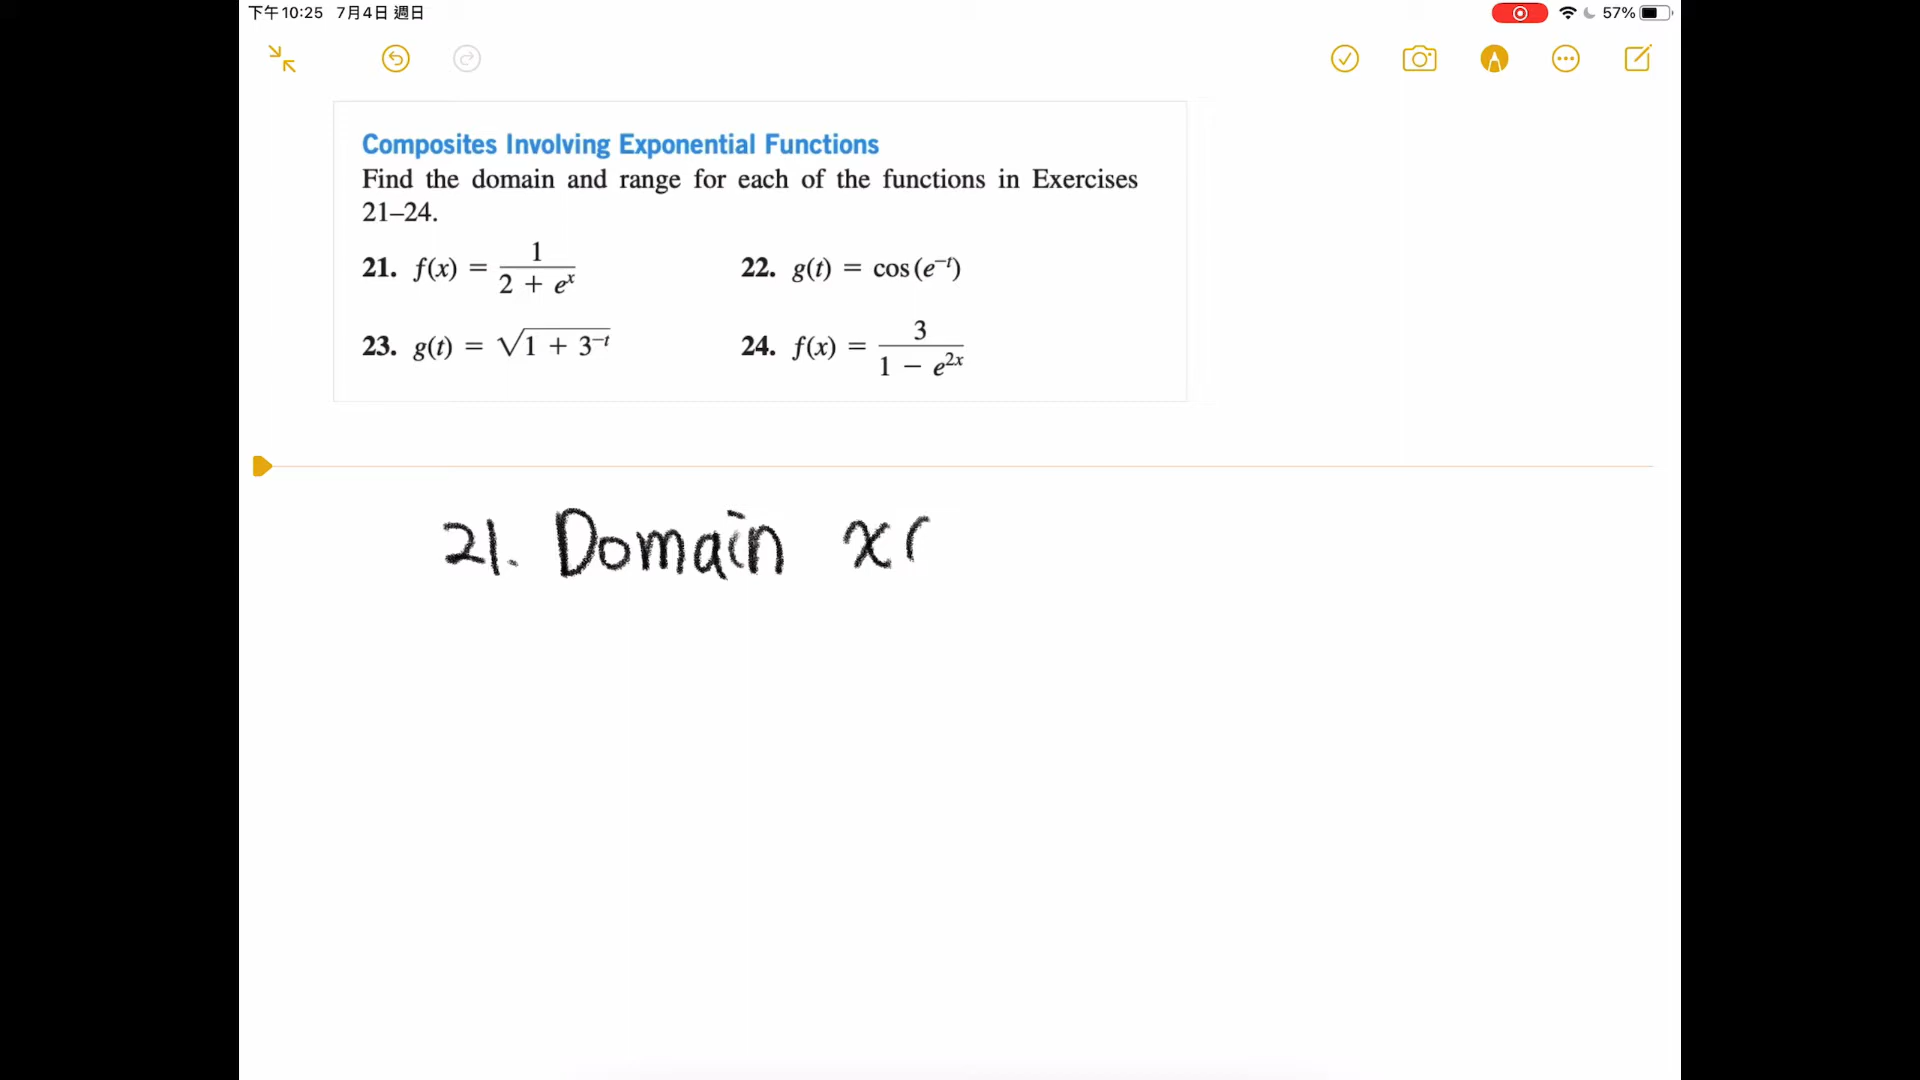 下午10:25 7月4日 週日
57%
Composites Involving Exponential Functions
Find the domain and range for each of the functions in Exercises
21–24.
21. f(x) = 1/(2 + e^x)
22. g(t) = cos(e^−t)
23. g(t) = √(1 + 3^−t)
24. f(x) = 3/(1 − e^2x)
21. Domain x (